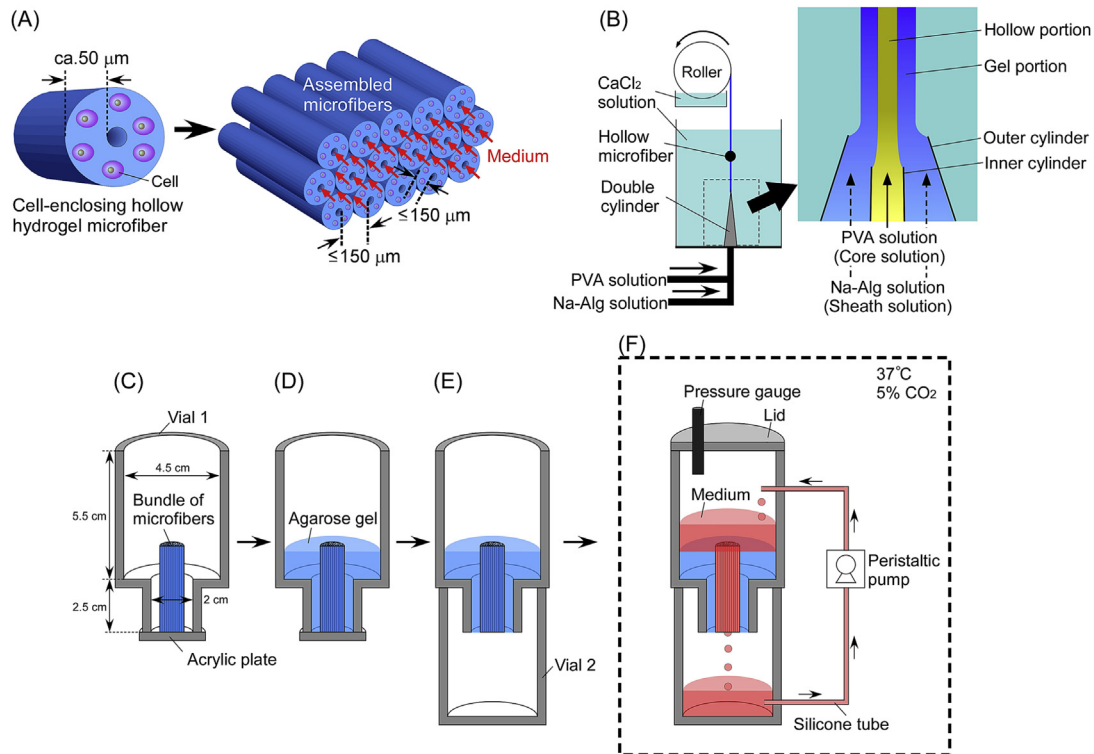 (A)
ca.50 μm
Assembled
microfibers
Medium
Cell
≤150 μm
≤150 μm
Cell-enclosing hollow
hydrogel microfiber
(B)
Roller
CaCl2
solution
Hollow
microfiber
Double
cylinder
PVA solution
Na-Alg solution
Hollow portion
Gel portion
Outer cylinder
Inner cylinder
PVA solution
(Core solution)
Na-Alg solution
(Sheath solution)
(C)
Vial 1
4.5 cm
5.5 cm
Bundle of
microfibers
2.5 cm
2 cm
Acrylic plate
(D)
Agarose gel
(E)
Vial 2
(F)
37℃
5% CO2
Pressure gauge
Lid
Medium
Peristaltic
pump
Silicone tube